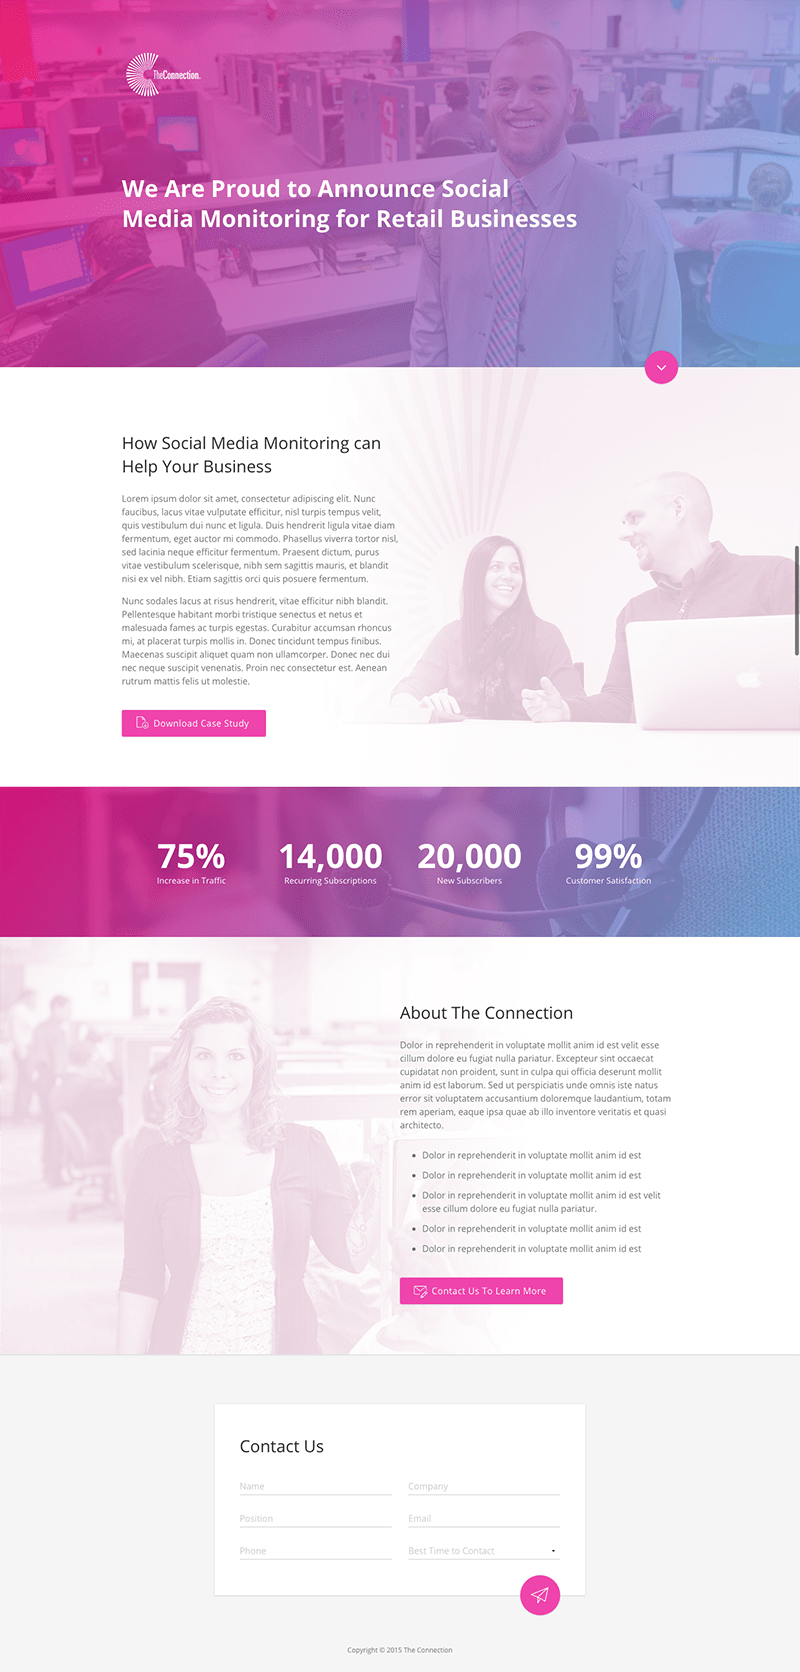 TheConnection.
We Are Proud to Announce Social
Media Monitoring for Retail Businesses
How Social Media Monitoring can
Help Your Business
Lorem ipsum dolor sit amet, consectetur adipiscing elit. Nunc
faucibus, lacus vitae vulputate efficitur, nisl turpis tempus velit,
quis vestibulum dui nunc et ligula. Duis hendrerit ligula vitae diam
fermentum, eget auctor mi commodo. Phasellus viverra tortor nisl,
sed lacinia neque efficitur fermentum. Praesent dictum, purus
vitae vestibulum scelerisque, nibh sem sagittis mauris, et blandit
nisi ex vel nibh. Etiam sagittis orci quis posuere fermentum.
Nunc sodales lacus at risus hendrerit, vitae efficitur nibh blandit.
Pellentesque habitant morbi tristique senectus et netus et
malesuada fames ac turpis egestas. Curabitur accumsan rhoncus
mi, at placerat turpis mollis in. Donec tincidunt tempus finibus.
Maecenas suscipit aliquet quam non ullamcorper. Donec nec dui
nec neque suscipit venenatis. Proin nec consectetur est. Aenean
rutrum mattis felis ut molestie.
Download Case Study
75%
Increase in Traffic
14,000
Recurring Subscriptions
20,000
New Subscribers
99%
Customer Satisfaction
About The Connection
Dolor in reprehenderit in voluptate mollit anim id est velit esse
cillum dolore eu fugiat nulla pariatur. Excepteur sint occaecat
cupidatat non proident, sunt in culpa qui officia deserunt mollit
anim id est laborum. Sed ut perspiciatis unde omnis iste natus
error sit voluptatem accusantium doloremque laudantium, totam
rem aperiam, eaque ipsa quae ab illo inventore veritatis et quasi
architecto.
• Dolor in reprehenderit in voluptate mollit anim id est
• Dolor in reprehenderit in voluptate mollit anim id est
• Dolor in reprehenderit in voluptate mollit anim id est velit
esse cillum dolore eu fugiat nulla pariatur.
• Dolor in reprehenderit in voluptate mollit anim id est
• Dolor in reprehenderit in voluptate mollit anim id est
Contact Us To Learn More
Contact Us
Name
Company
Position
Email
Phone
Best Time to Contact
Copyright © 2015 The Connection